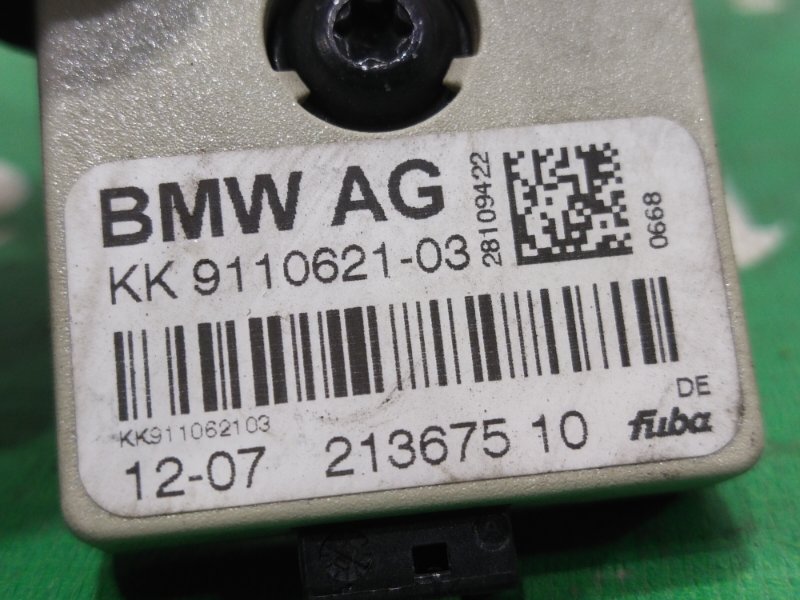 BMW AG
KK 9110621-03
28109422
0668
KK911062103
DE
12-07 213675 10
fuba